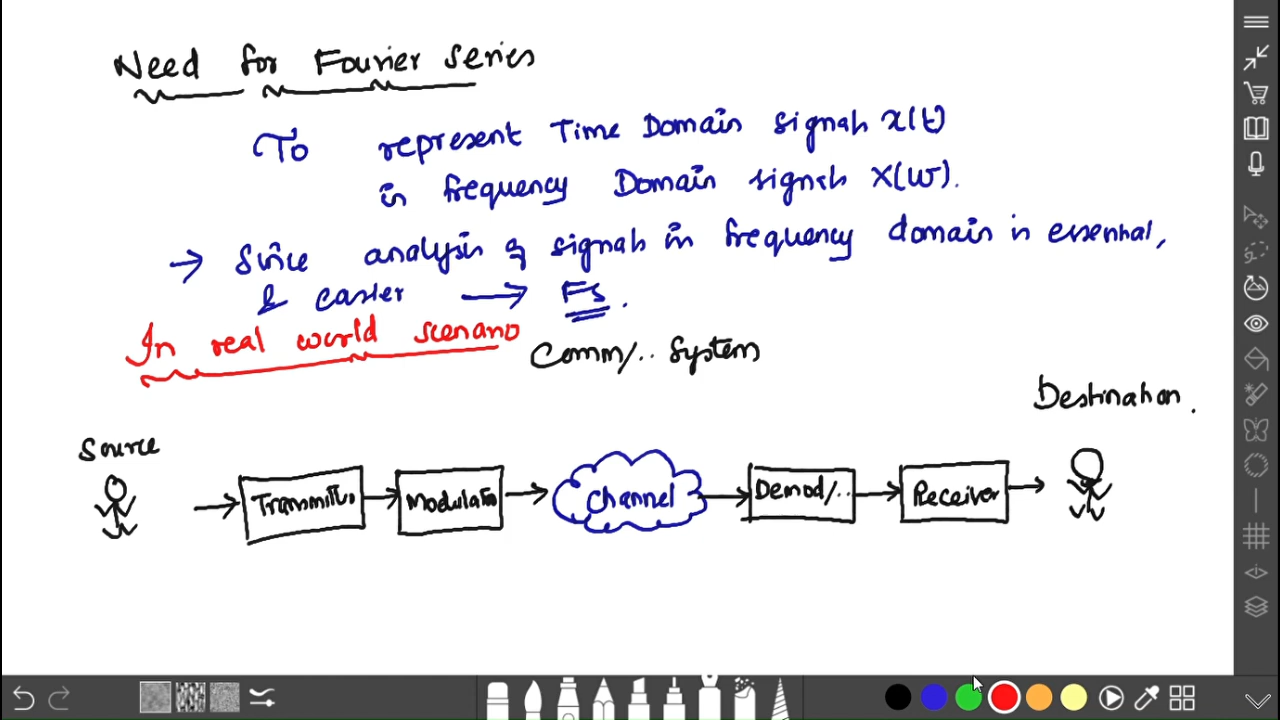 Need for Fourier Series
To represent Time Domain signals x(t)
in frequency Domain signals X(w).
→ Since analysis of signals in frequency domain is essential,
& easier → FS.
In real world scenario
Comm/.. System
Destination.
Source
Transmitter
Modulator
Channel
Demod/..
Receiver